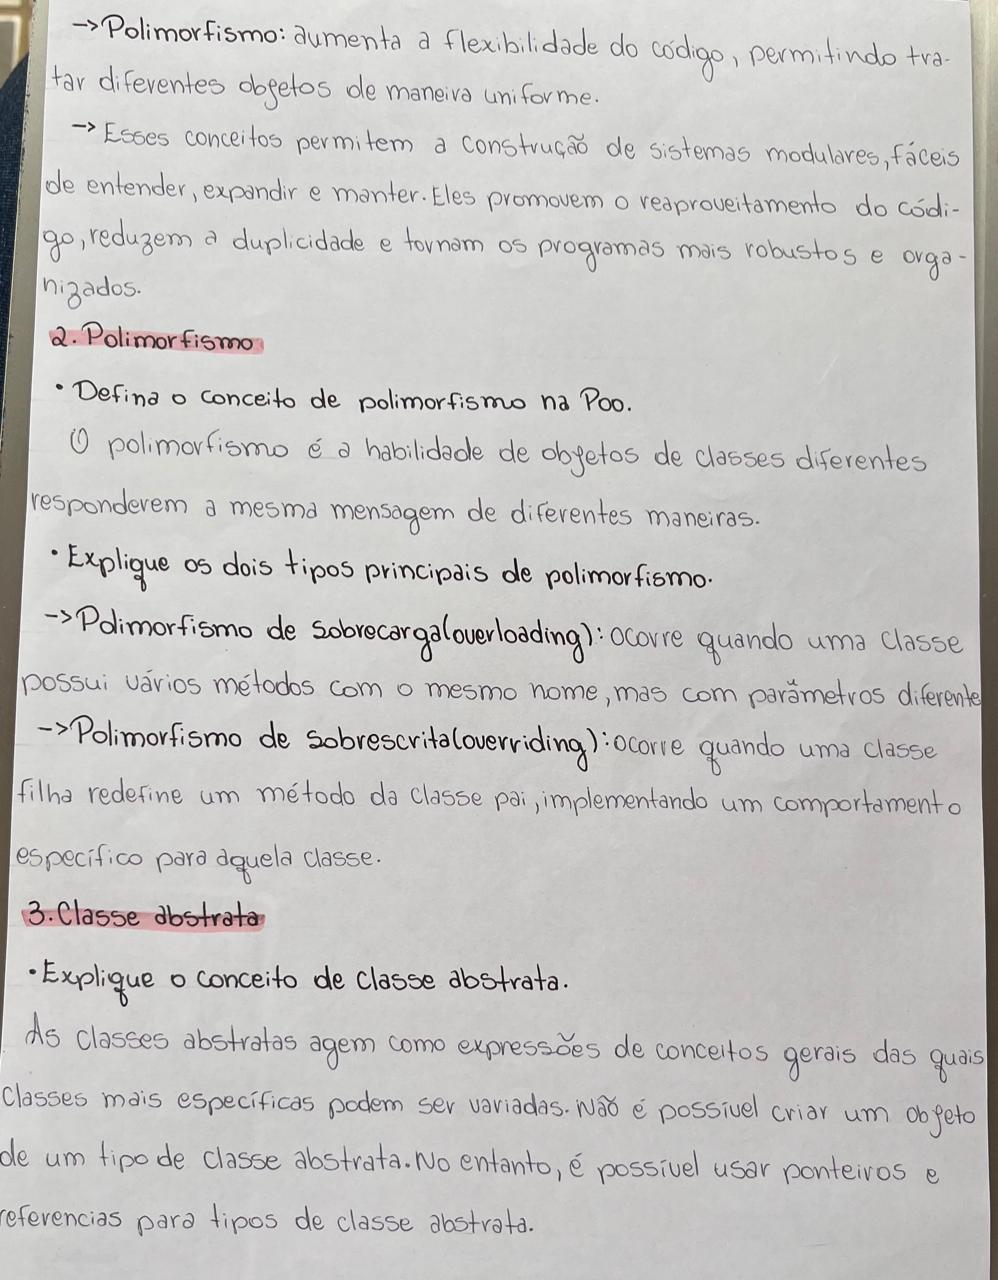 →Polimorfismo: aumenta a flexibilidade do código, permitindo tra-
tar diferentes objetos de maneira uniforme.
→ Esses conceitos permitem a construção de sistemas modulares, fáceis
de entender, expandir e manter. Eles promovem o reaproveitamento do códi-
go, reduzem a duplicidade e tornam os programas mais robustos e orga-
nizados.
2. Polimorfismo
• Defina o conceito de polimorfismo na Poo.
O polimorfismo é a habilidade de objetos de classes diferentes
responderem a mesma mensagem de diferentes maneiras.
• Explique os dois tipos principais de polimorfismo.
->Polimorfismo de sobrecarga(overloading): ocorre quando uma classe
possui vários métodos com o mesmo nome, mas com parâmetros diferente
->Polimorfismo de sobrescrita(overriding): ocorre quando uma classe
filha redefine um método da classe pai, implementando um comportamento
específico para aquela classe.
3. Classe abstrata
• Explique o conceito de classe abstrata.
As classes abstratas agem como expressões de conceitos gerais das quais
classes mais específicas podem ser variadas. Não é possível criar um objeto
de um tipo de classe abstrata. No entanto, é possível usar ponteiros e
referencias para tipos de classe abstrata.